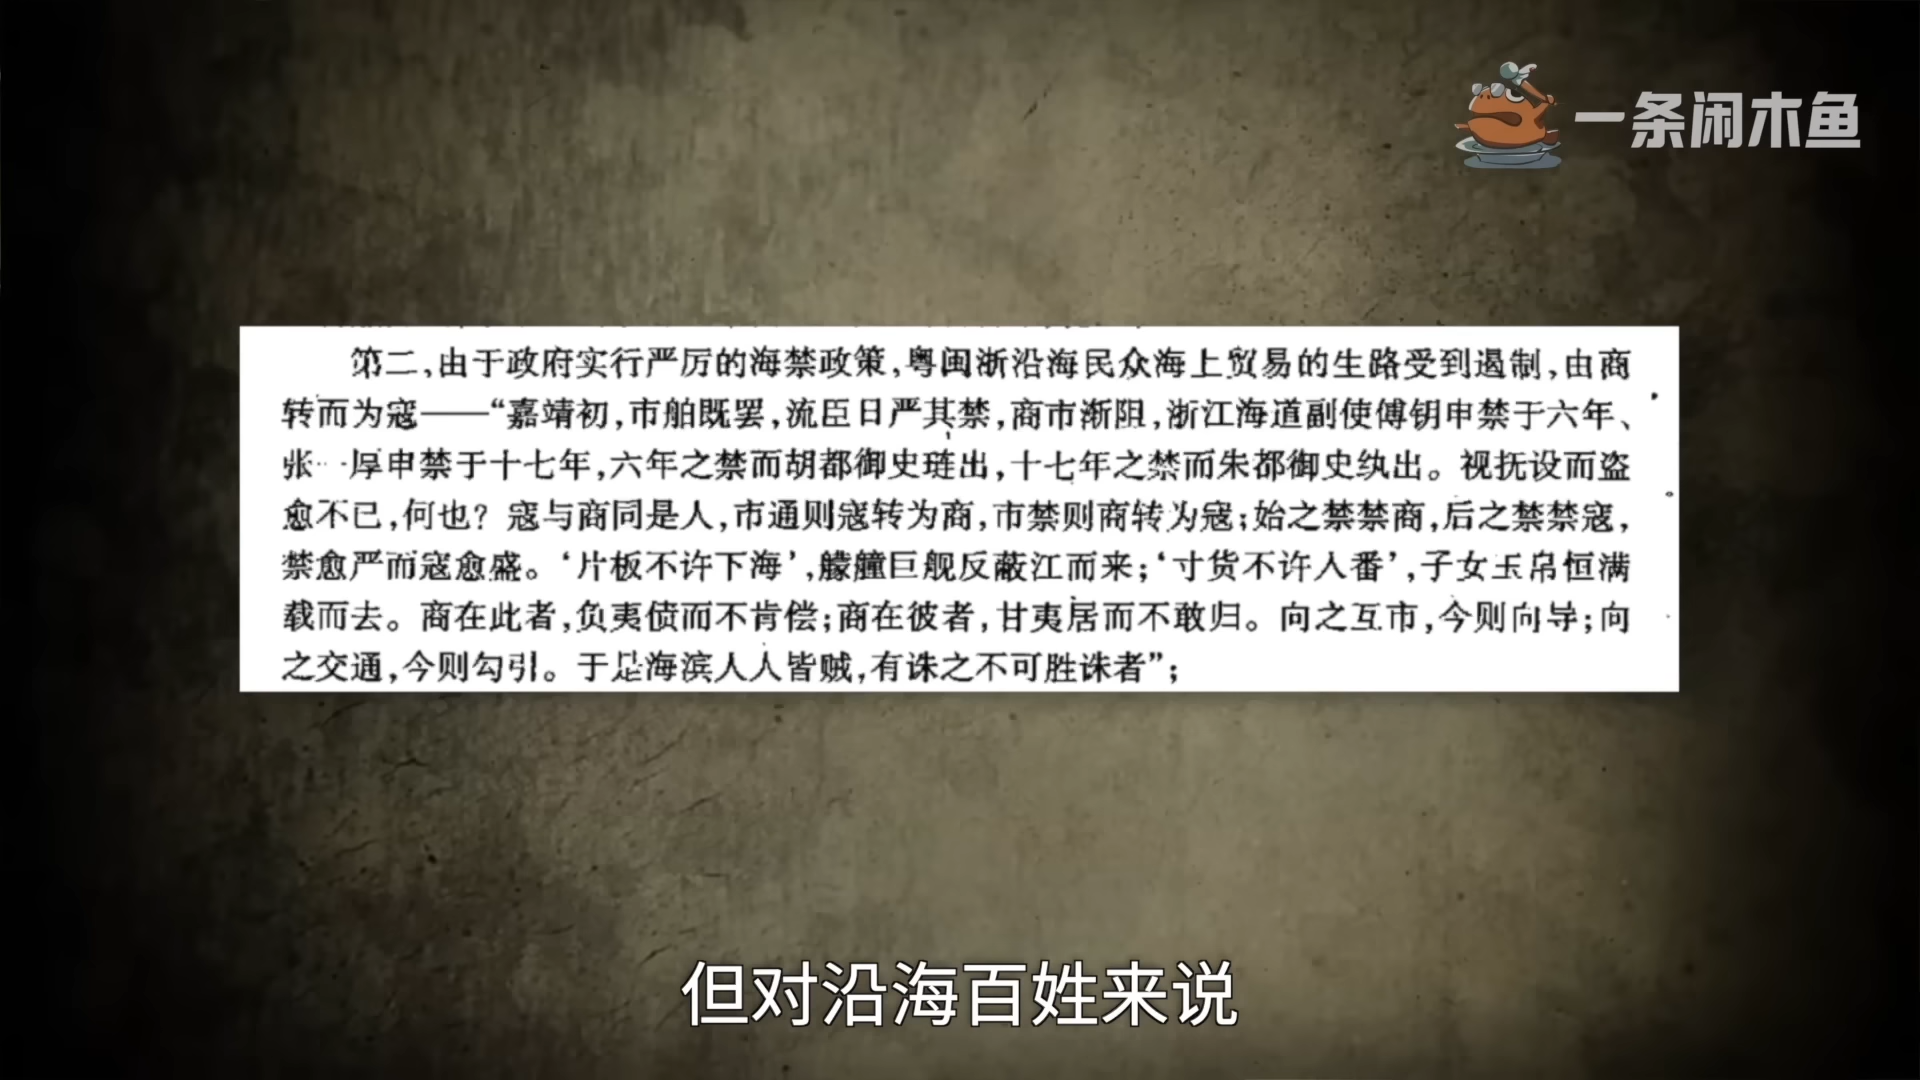 一条闲木鱼
第二,由于政府实行严厉的海禁政策,粤闽浙沿海民众海上贸易的生路受到遏制,由商
转而为寇——“嘉靖初,市舶既罢,流臣日严其禁,商市渐阻,浙江海道副使傅钥申禁于六年、
张一厚申禁于十七年,六年之禁而胡都御史琏出,十七年之禁而朱都御史纨出。视抚设而盗
愈不已,何也?寇与商同是人,市通则寇转为商,市禁则商转为寇;始之禁禁商,后之禁禁寇,
禁愈严而寇愈盛。‘片板不许下海’,艨艟巨舰反蔽江而来;‘寸货不许入番’,子女玉帛恒满
载而去。商在此者,负夷债而不肯偿;商在彼者,甘夷居而不敢归。向之互市,今则向导;向
之交通,今则勾引。于是海滨人人皆贼,有诛之不可胜诛者”;
但对沿海百姓来说